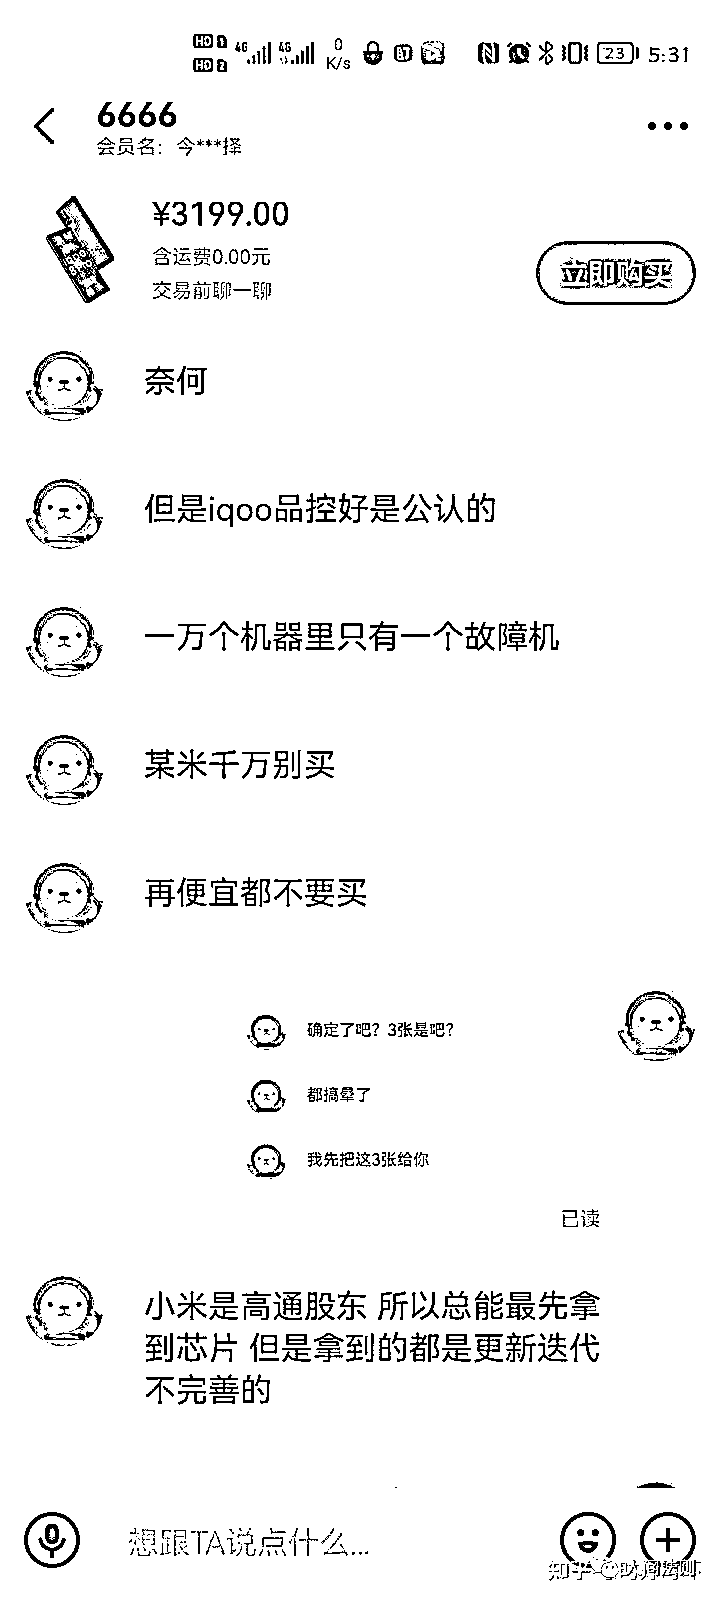 HD 1 4G 4G 0 23 5:31
HD 2 K/s
6666
会员名：今***择
¥3199.00
含运费0.00元
交易前聊一聊
立即购买
奈何
但是iqoo品控好是公认的
一万个机器里只有一个故障机
某米千万别买
再便宜都不要买
确定了吧？3张是吧？
都搞晕了
我先把这3张给你
已读
小米是高通股东 所以总能最先拿
到芯片 但是拿到的都是更新迭代
不完善的
想跟TA说点什么...
知乎